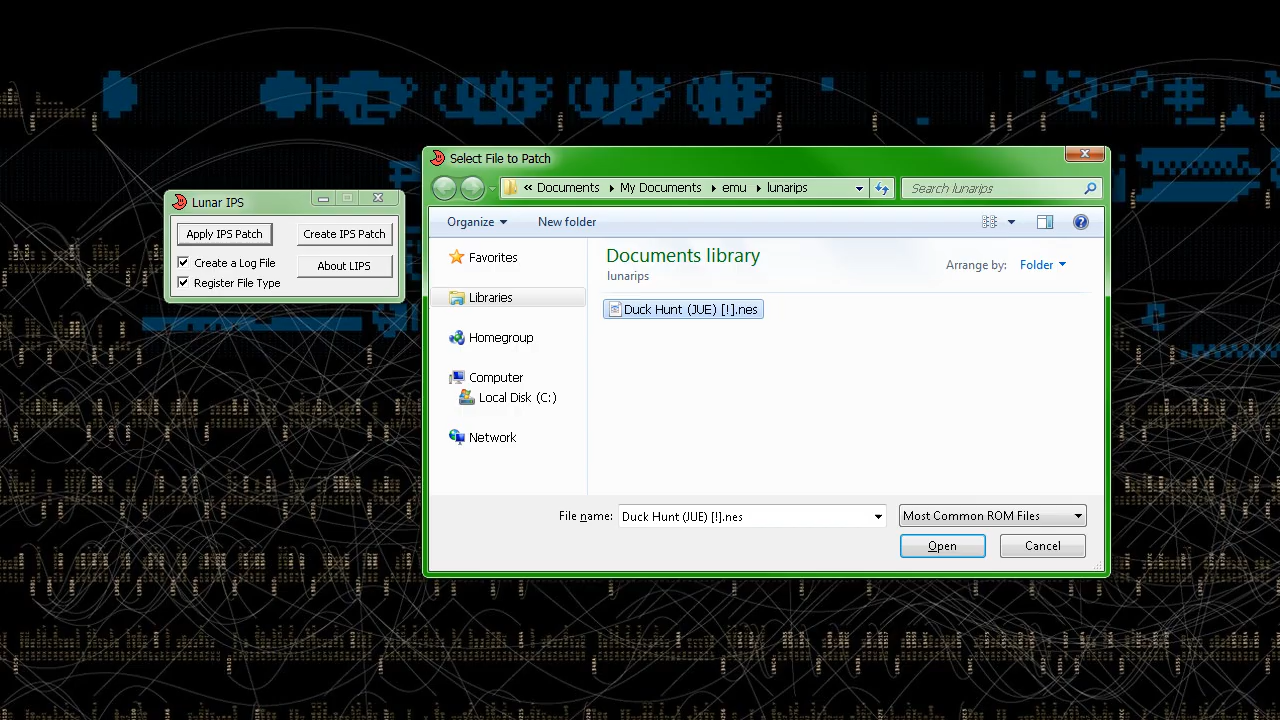 Lunar IPS
Apply IPS Patch
Create IPS Patch
Create a Log File
About LIPS
Register File Type
Select File to Patch
« Documents My Documents emu lunarips
Search lunarips
Organize
New folder
Favorites
Libraries
Homegroup
Computer
Local Disk (C:)
Network
Documents library
lunarips
Arrange by: Folder
Duck Hunt (JUE) [!].nes
File name: Duck Hunt (JUE) [!].nes
Most Common ROM Files
Open
Cancel